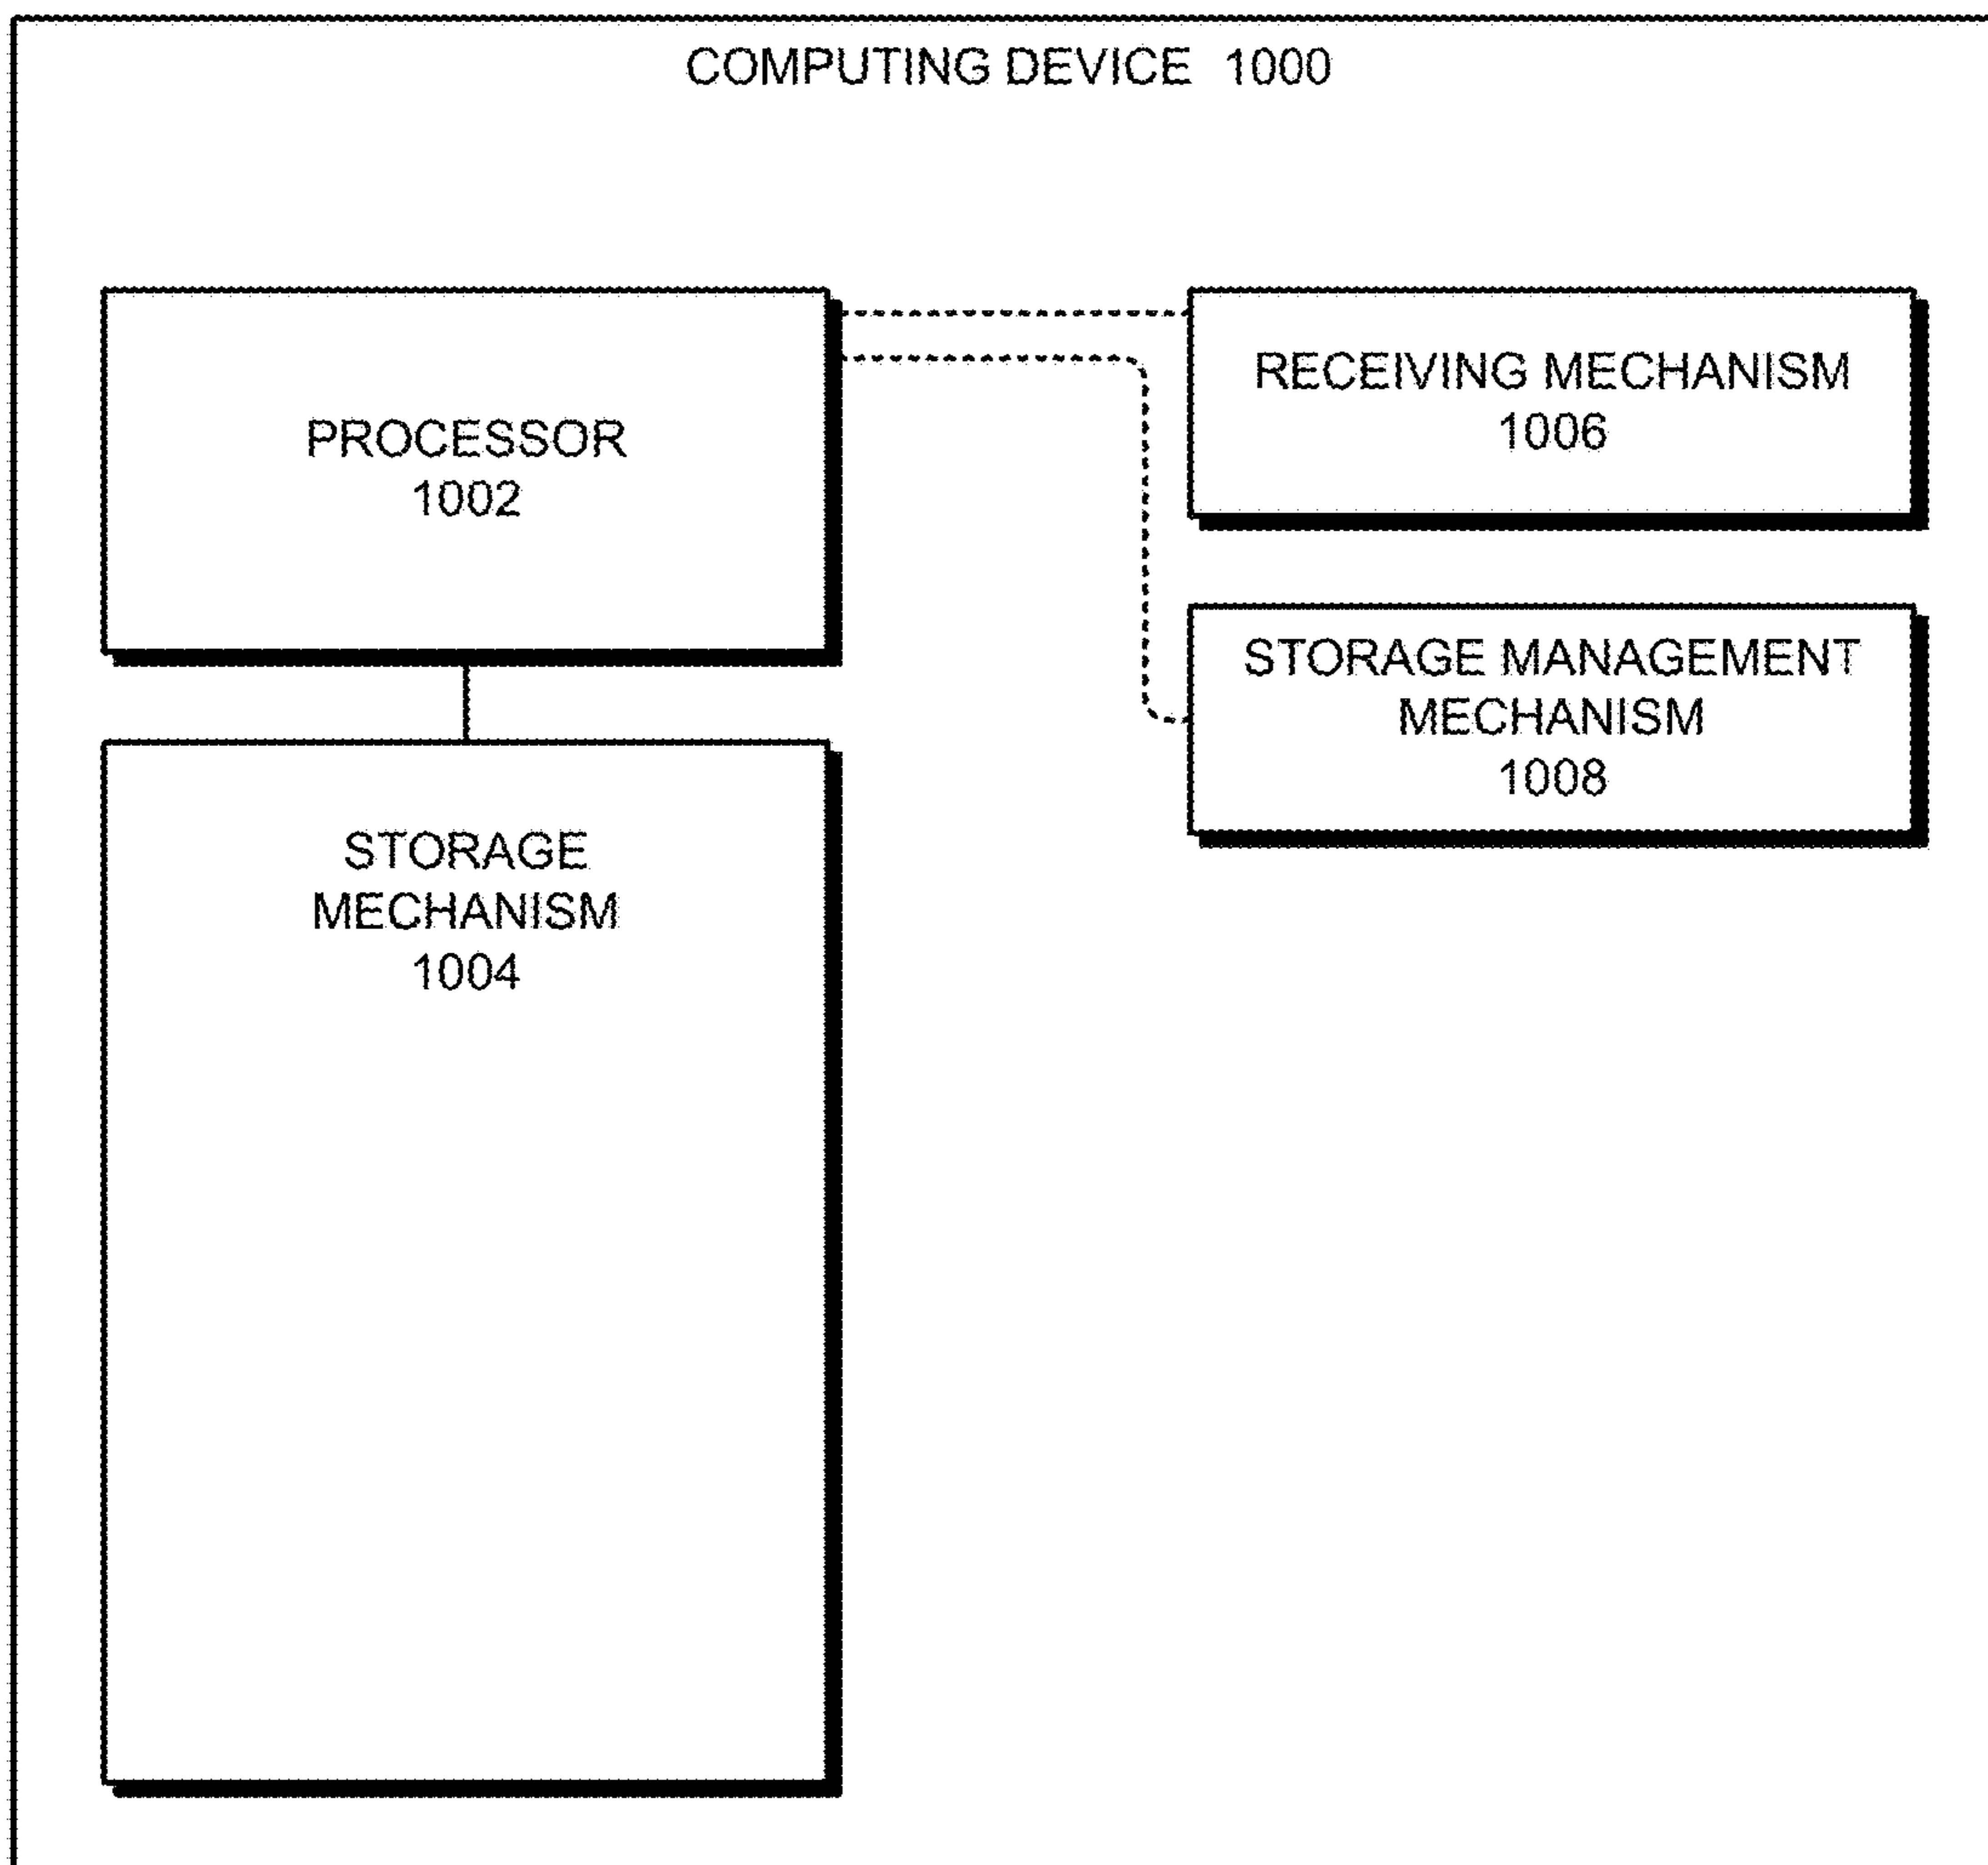 COMPUTING DEVICE 1000
PROCESSOR
1002
RECEIVING MECHANISM
1006
STORAGE MANAGEMENT
MECHANISM
1008
STORAGE
MECHANISM
1004